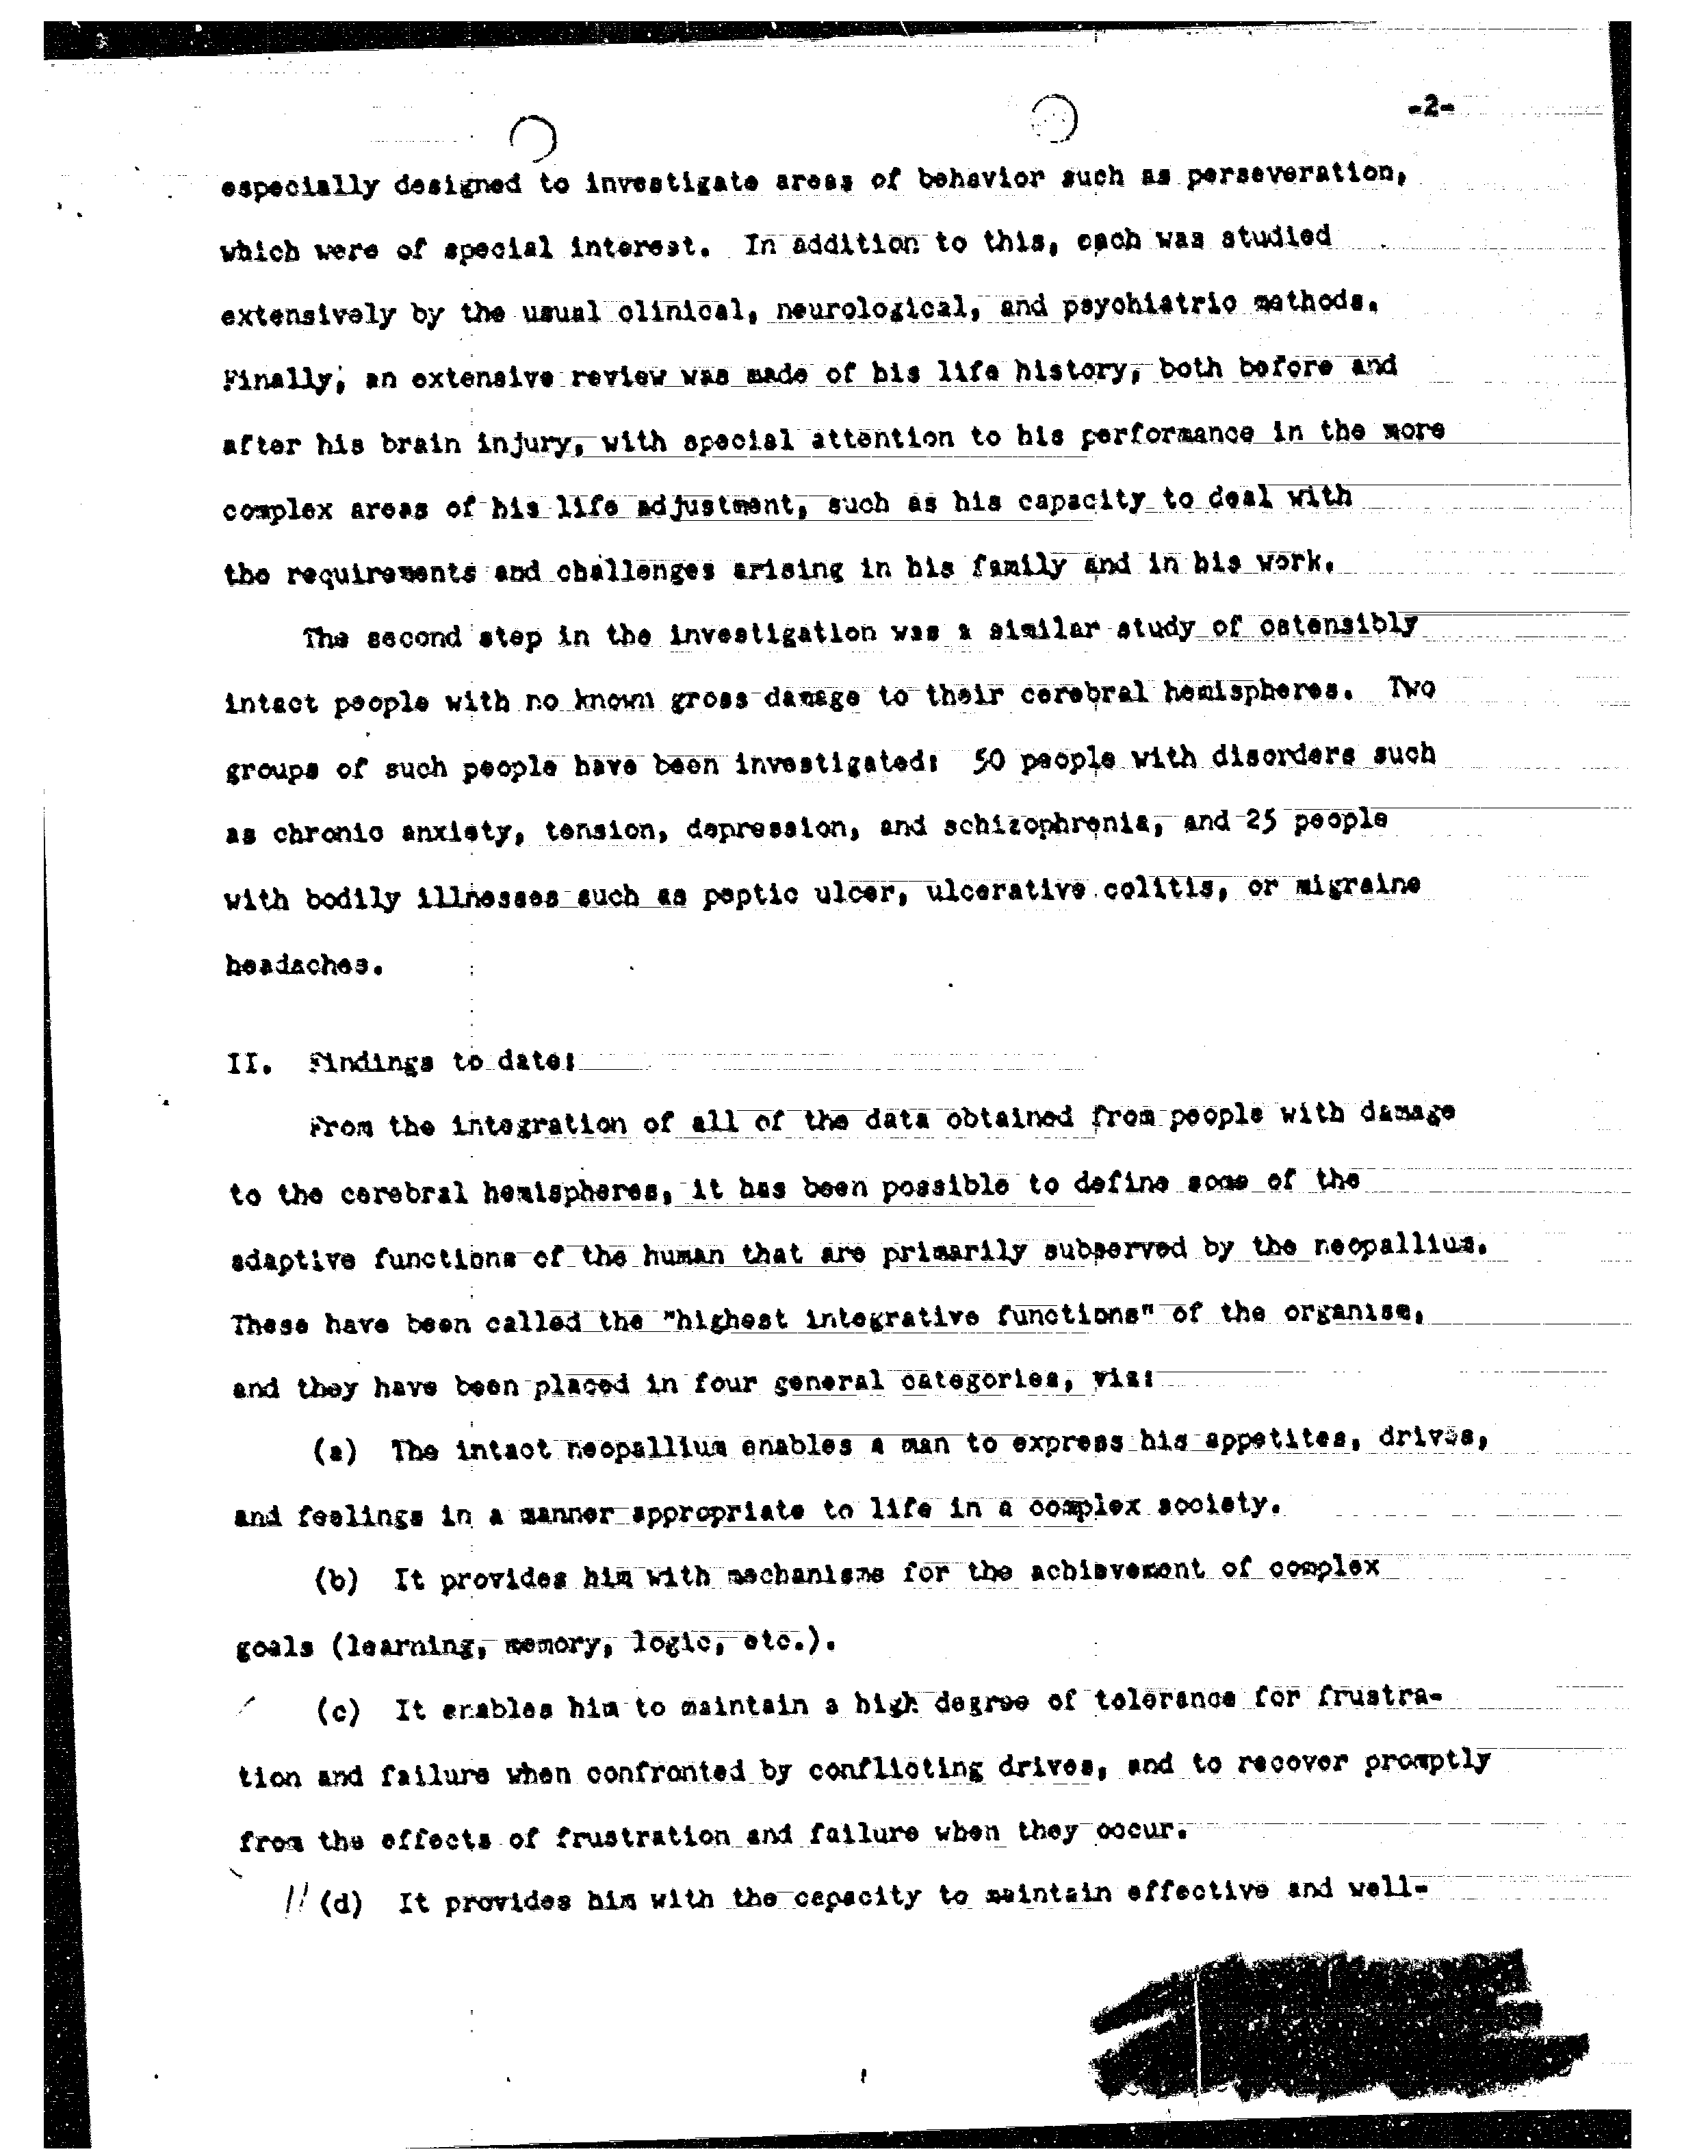 -2-
especially designed to investigate areas of behavior such as perseveration,
which were of special interest. In addition to this, each was studied
extensively by the usual clinical, neurological, and psychiatric methods.
Finally, an extensive review was made of his life history, both before and
after his brain injury, with special attention to his performance in the more
complex areas of his life adjustment, such as his capacity to deal with
the requirements and challenges arising in his family and in his work.
The second step in the investigation was a similar study of ostensibly
intact people with no known gross damage to their cerebral hemispheres. Two
groups of such people have been investigated: 50 people with disorders such
as chronic anxiety, tension, depression, and schizophrenia, and 25 people
with bodily illnesses such as peptic ulcer, ulcerative colitis, or migraine
headaches.
II. Findings to date:
From the integration of all of the data obtained from people with damage
to the cerebral hemispheres, it has been possible to define some of the
adaptive functions of the human that are primarily subserved by the neopallium.
These have been called the "highest integrative functions" of the organism,
and they have been placed in four general categories, viz:
(a) The intact neopallium enables a man to express his appetites, drives,
and feelings in a manner appropriate to life in a complex society.
(b) It provides him with mechanisms for the achievement of complex
goals (learning, memory, logic, etc.).
(c) It enables him to maintain a high degree of tolerance for frustra-
tion and failure when confronted by conflicting drives, and to recover promptly
from the effects of frustration and failure when they occur.
(d) It provides him with the capacity to maintain effective and well-